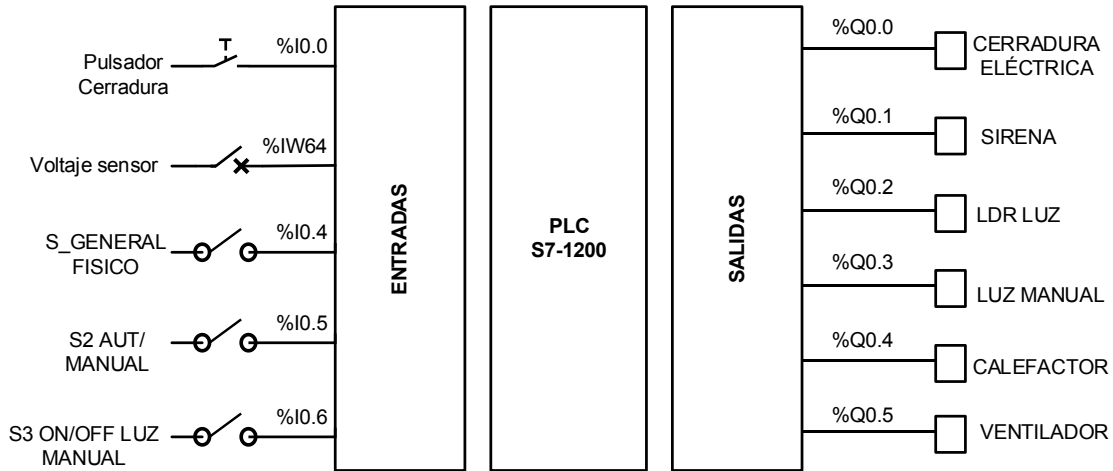 Pulsador
Cerradura
%I0.0
Voltaje sensor
%IW64
S_GENERAL
FISICO
%I0.4
S2 AUT/
MANUAL
%I0.5
S3 ON/OFF LUZ
MANUAL
%I0.6
ENTRADAS
PLC
S7-1200
SALIDAS
%Q0.0
CERRADURA
ELÉCTRICA
%Q0.1
SIRENA
%Q0.2
LDR LUZ
%Q0.3
LUZ MANUAL
%Q0.4
CALEFACTOR
%Q0.5
VENTILADOR